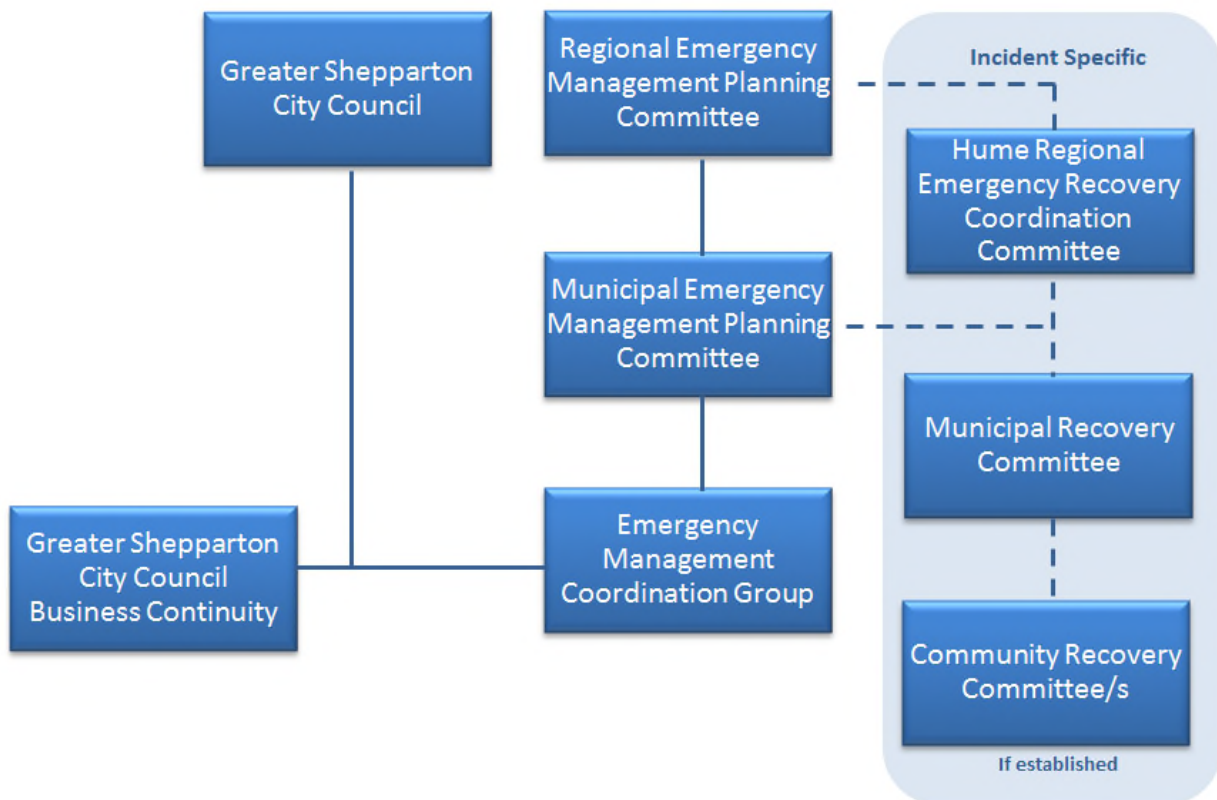 Greater Shepparton
City Council
Regional Emergency
Management Planning
Committee
Incident Specific
Hume Regional
Emergency Recovery
Coordination
Committee
Municipal Emergency
Management Planning
Committee
Municipal Recovery
Committee
Greater Shepparton
City Council
Business Continuity
Emergency
Management
Coordination Group
Community Recovery
Committee/s
If established